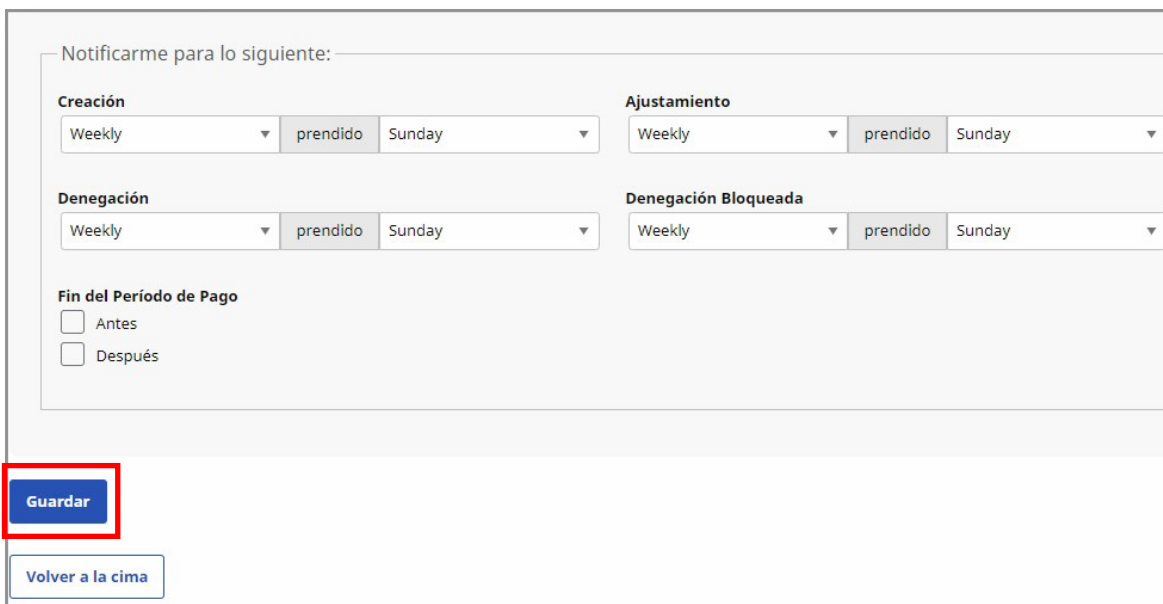 Notificarme para lo siguiente:
Creación Ajustamiento
Weekly prendido Sunday Weekly prendido Sunday
Denegación Denegación Bloqueada
Weekly prendido Sunday Weekly prendido Sunday
Fin del Período de Pago
Antes
Después
Guardar
Volver a la cima